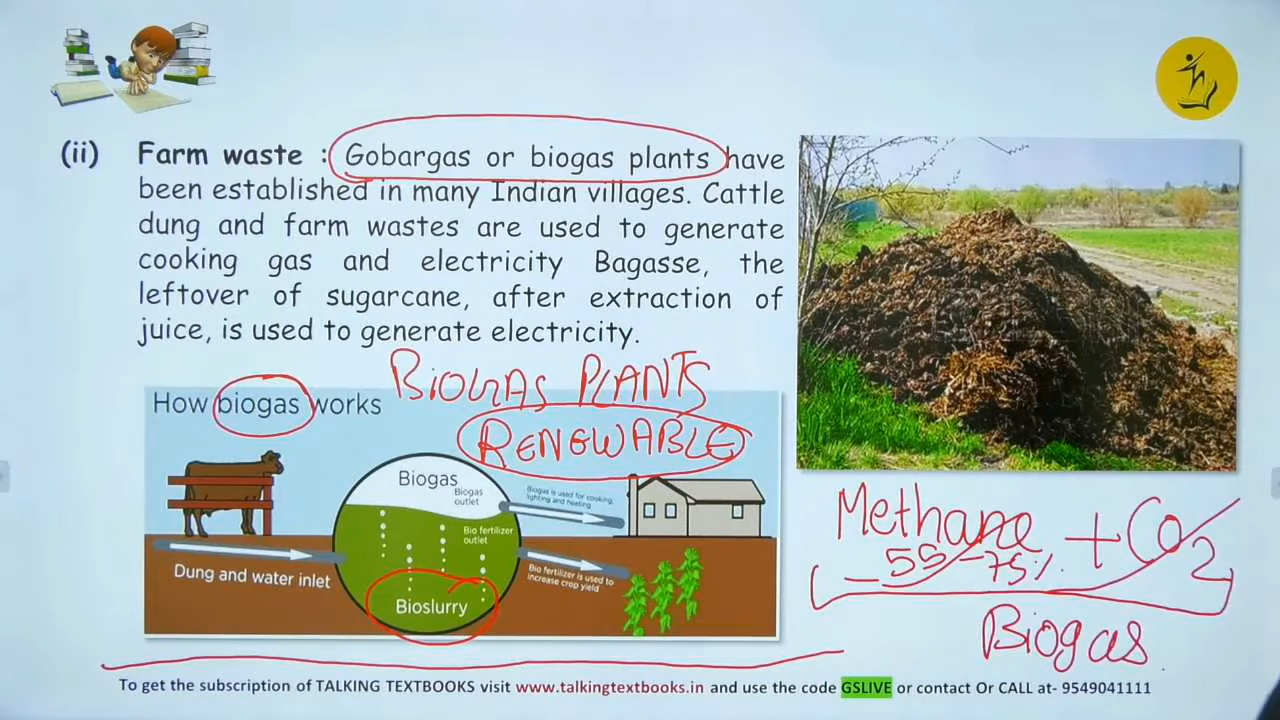 (ii) Farm waste : Gobargas or biogas plants have
been established in many Indian villages. Cattle
dung and farm wastes are used to generate
cooking gas and electricity Bagasse, the
leftover of sugarcane, after extraction of
juice, is used to generate electricity.
BIOGAS PLANTS
RENEWABLE
How biogas works
Biogas
Biogas
outlet
Biogas is used for cooking,
lighting and heating
Bio fertilizer
outlet
Dung and water inlet
Bio fertilizer is used to
increase crop yield
Bioslurry
Methane + CO2
55-75%
Biogas
To get the subscription of TALKING TEXTBOOKS visit www.talkingtextbooks.in and use the code GSLIVE or contact Or CALL at- 9549041111